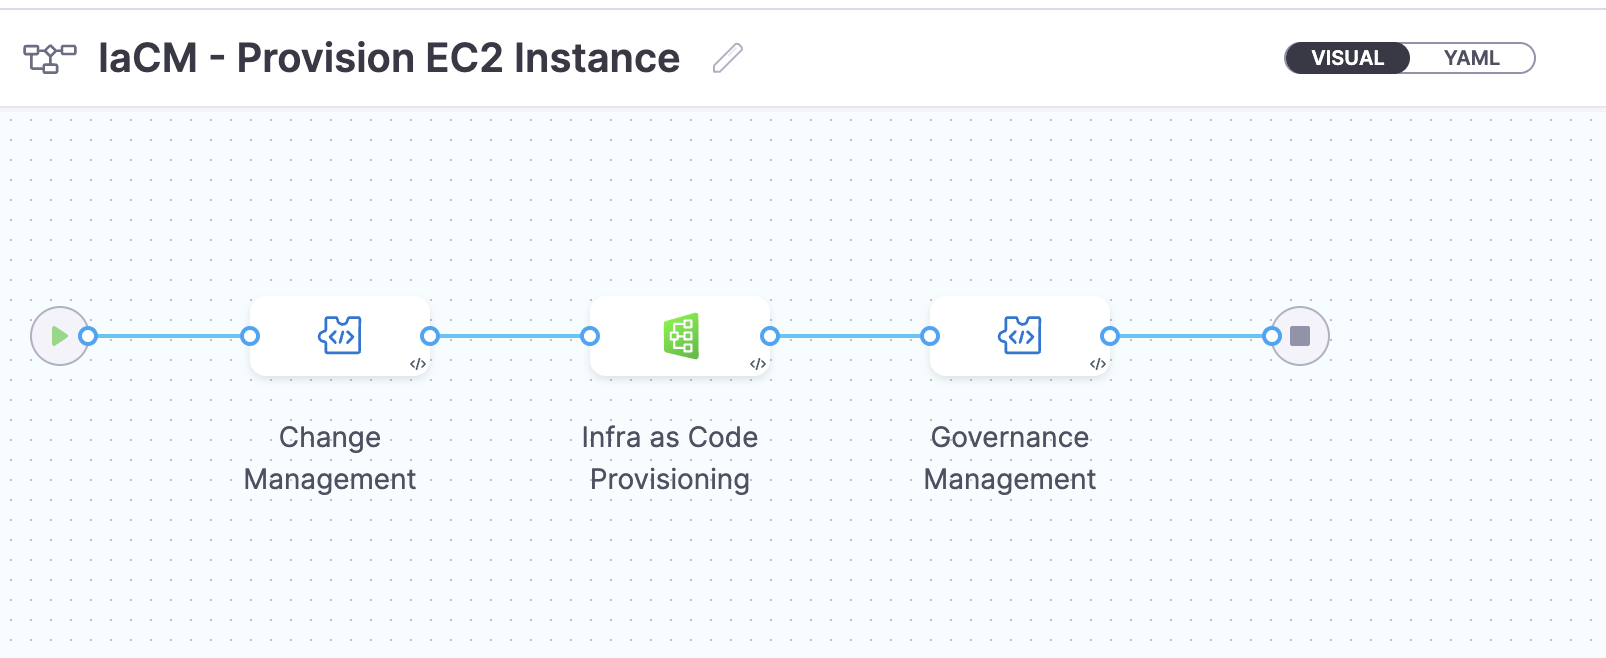 IaCM - Provision EC2 Instance
VISUAL
YAML
</>
</>
</>
</>
</>
Change
Management
Infra as Code
Provisioning
Governance
Management